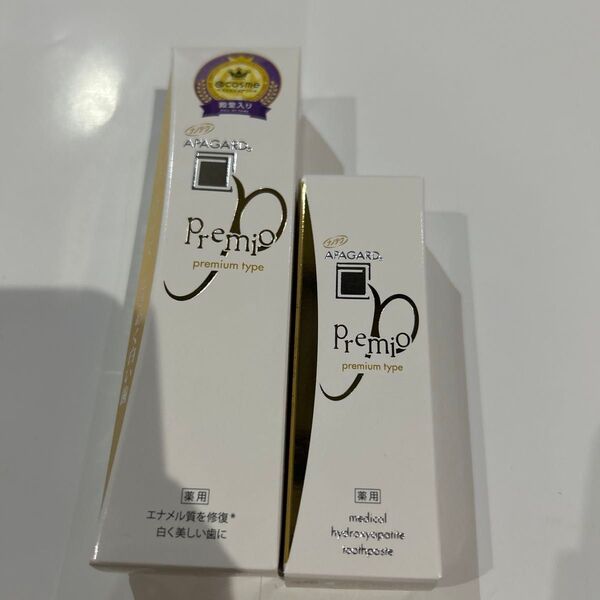 @cosme
殿堂入り
APAGARD
Premio
premium type
薬用
エナメル質を修復*
白く美しい歯に
APAGARD
Premio
premium type
薬用
medical
hydroxyapatite
toothpaste